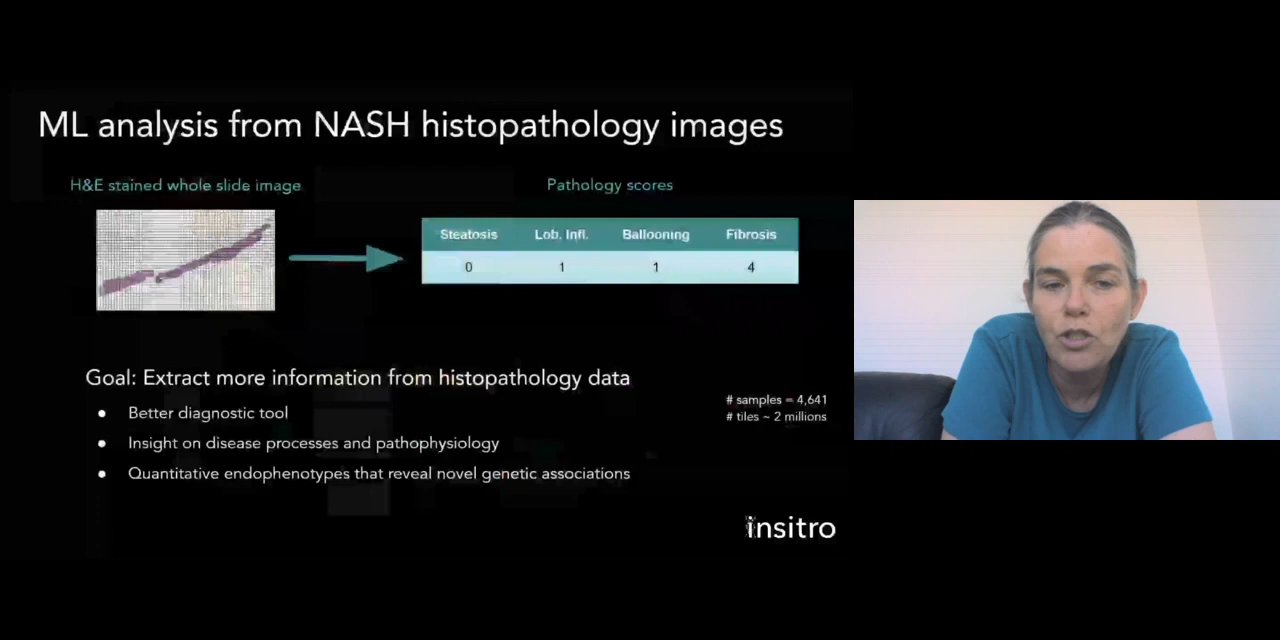 ML analysis from NASH histopathology images
H&E stained whole slide image
Pathology scores
Steatosis Lob. Infl. Ballooning Fibrosis
0 1 1 4
Goal: Extract more information from histopathology data
# samples = 4,641
# tiles ~ 2 millions
● Better diagnostic tool
● Insight on disease processes and pathophysiology
● Quantitative endophenotypes that reveal novel genetic associations
insitro